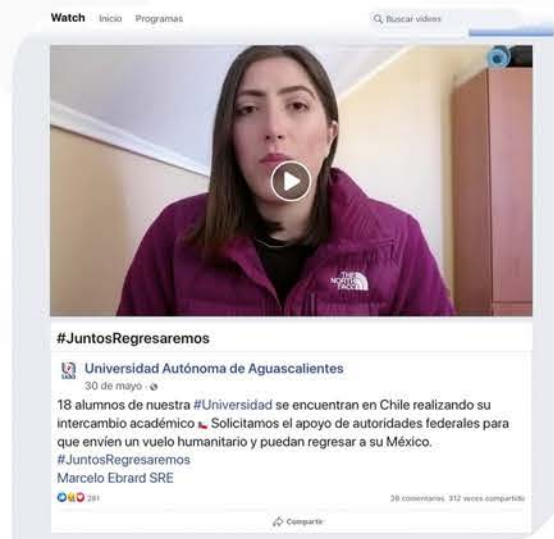 Watch Inicio Programas Buscar videos
THE
NORTH
FACE
#JuntosRegresaremos
Universidad Autónoma de Aguascalientes
30 de mayo ·
18 alumnos de nuestra #Universidad se encuentran en Chile realizando su
intercambio académico 🇨🇱 Solicitamos el apoyo de autoridades federales para
que envíen un vuelo humanitario y puedan regresar a su México.
#JuntosRegresaremos
Marcelo Ebrard SRE
281 28 comentarios 312 veces compartido
Compartir